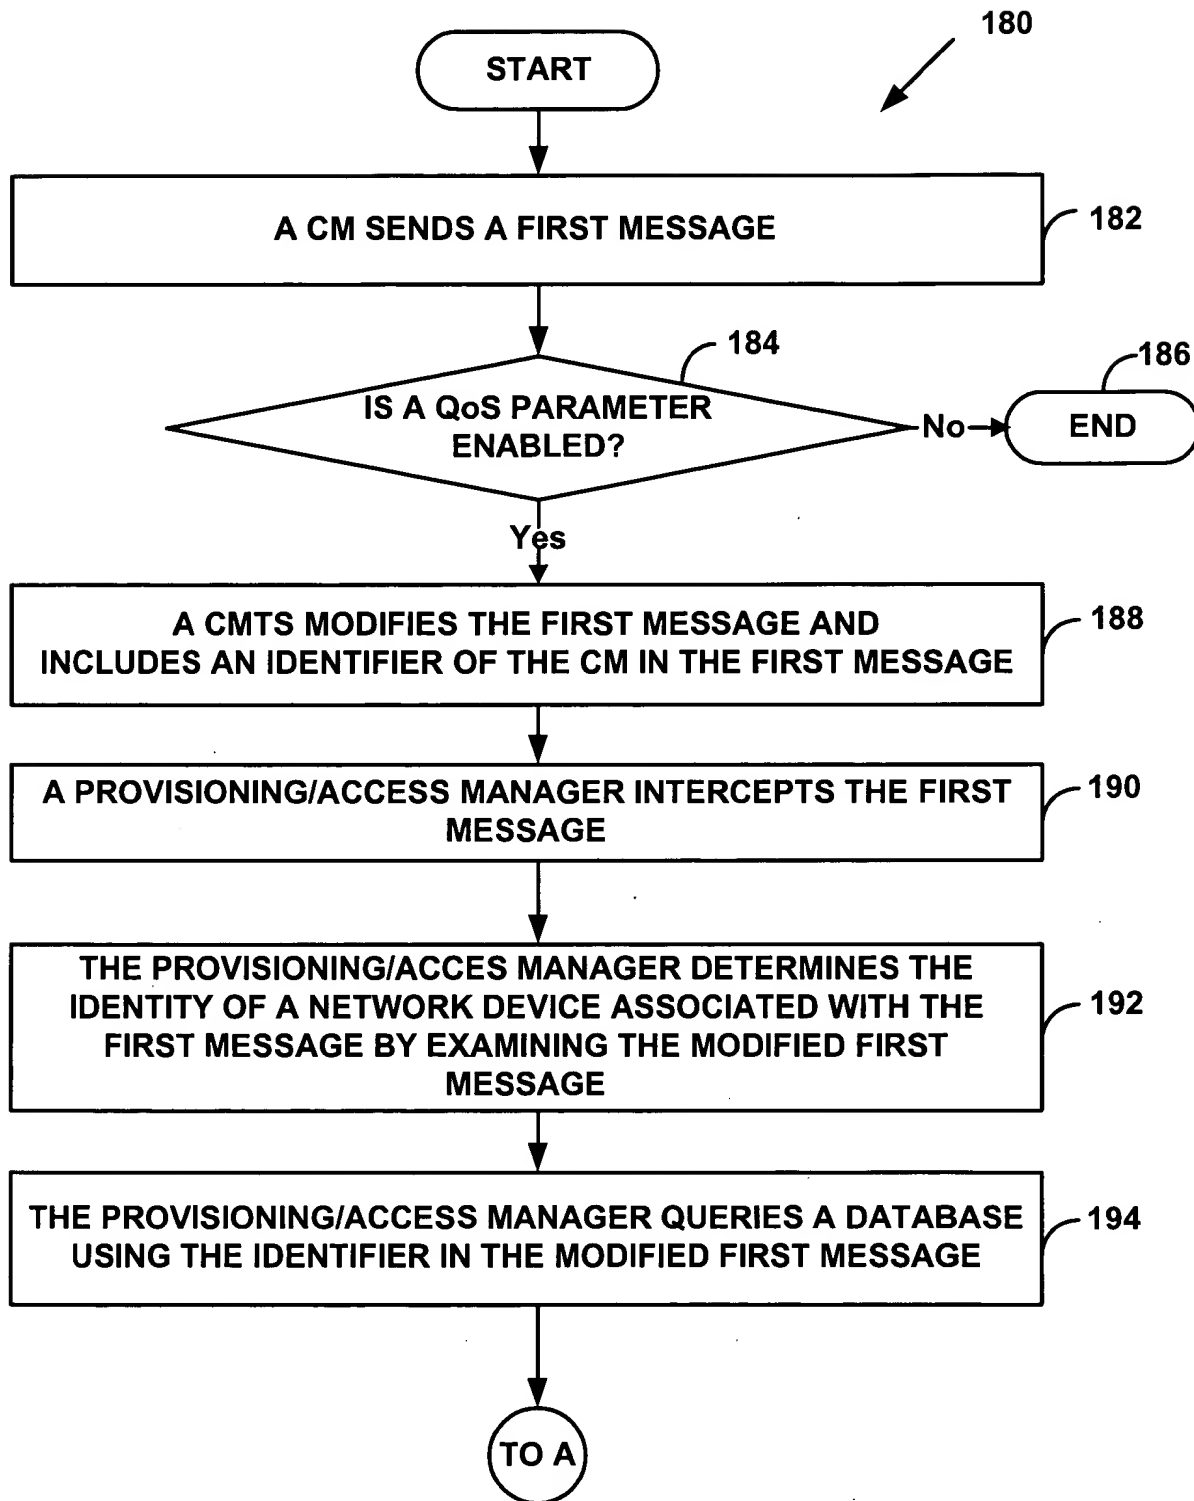 180
START
A CM SENDS A FIRST MESSAGE
182
184
IS A QoS PARAMETER
ENABLED?
No
186
END
Yes
A CMTS MODIFIES THE FIRST MESSAGE AND
INCLUDES AN IDENTIFIER OF THE CM IN THE FIRST MESSAGE
188
A PROVISIONING/ACCESS MANAGER INTERCEPTS THE FIRST
MESSAGE
190
THE PROVISIONING/ACCES MANAGER DETERMINES THE
IDENTITY OF A NETWORK DEVICE ASSOCIATED WITH THE
FIRST MESSAGE BY EXAMINING THE MODIFIED FIRST
MESSAGE
192
THE PROVISIONING/ACCESS MANAGER QUERIES A DATABASE
USING THE IDENTIFIER IN THE MODIFIED FIRST MESSAGE
194
TO A